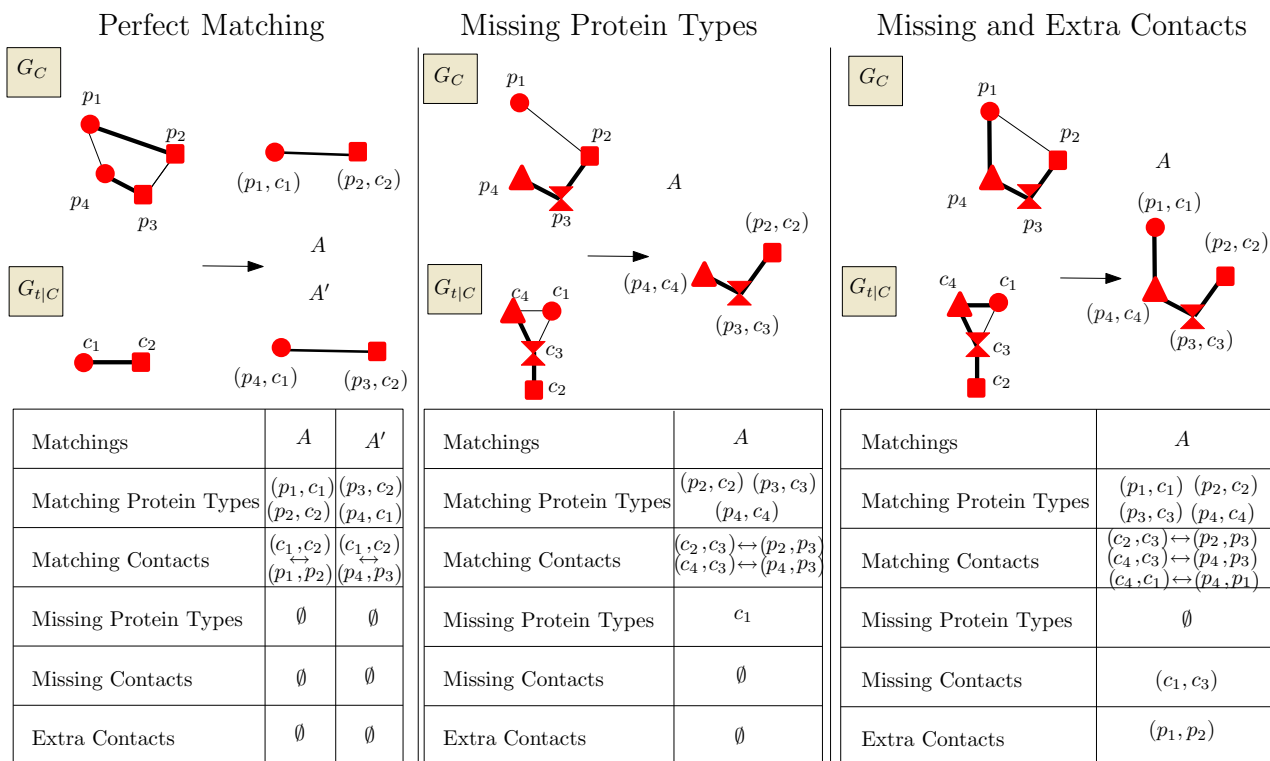 Perfect Matching
G_C
p_1
p_2
p_4
p_3
(p_1, c_1) (p_2, c_2)
A
A′
G_{t|C}
c_1 c_2
(p_4, c_1) (p_3, c_2)
Matchings A A′
Matching Protein Types (p_1, c_1) (p_2, c_2) (p_3, c_2) (p_4, c_1)
Matching Contacts (c_1, c_2) ↔ (p_1, p_2) (c_1, c_2) ↔ (p_4, p_3)
Missing Protein Types ∅ ∅
Missing Contacts ∅ ∅
Extra Contacts ∅ ∅
Missing Protein Types
G_C
p_1
p_2
p_4
p_3
A
(p_2, c_2)
(p_4, c_4)
(p_3, c_3)
G_{t|C}
c_4 c_1
c_3
c_2
Matchings A
Matching Protein Types (p_2, c_2) (p_3, c_3) (p_4, c_4)
Matching Contacts (c_2, c_3)↔(p_2, p_3) (c_4, c_3)↔(p_4, p_3)
Missing Protein Types c_1
Missing Contacts ∅
Extra Contacts ∅
Missing and Extra Contacts
G_C
p_1
p_2
p_4
p_3
A
(p_1, c_1)
(p_2, c_2)
(p_4, c_4)
(p_3, c_3)
G_{t|C}
c_4 c_1
c_3
c_2
Matchings A
Matching Protein Types (p_1, c_1) (p_2, c_2) (p_3, c_3) (p_4, c_4)
Matching Contacts (c_2, c_3)↔(p_2, p_3) (c_4, c_3)↔(p_4, p_3) (c_4, c_1)↔(p_4, p_1)
Missing Protein Types ∅
Missing Contacts (c_1, c_3)
Extra Contacts (p_1, p_2)